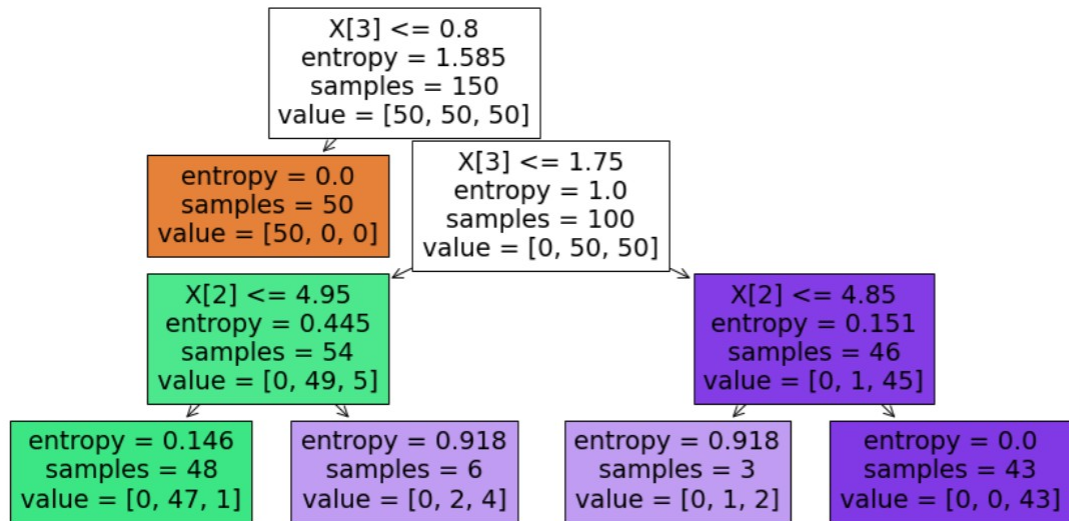 X[3] <= 0.8
entropy = 1.585
samples = 150
value = [50, 50, 50]
entropy = 0.0
samples = 50
value = [50, 0, 0]
X[3] <= 1.75
entropy = 1.0
samples = 100
value = [0, 50, 50]
X[2] <= 4.95
entropy = 0.445
samples = 54
value = [0, 49, 5]
X[2] <= 4.85
entropy = 0.151
samples = 46
value = [0, 1, 45]
entropy = 0.146
samples = 48
value = [0, 47, 1]
entropy = 0.918
samples = 6
value = [0, 2, 4]
entropy = 0.918
samples = 3
value = [0, 1, 2]
entropy = 0.0
samples = 43
value = [0, 0, 43]